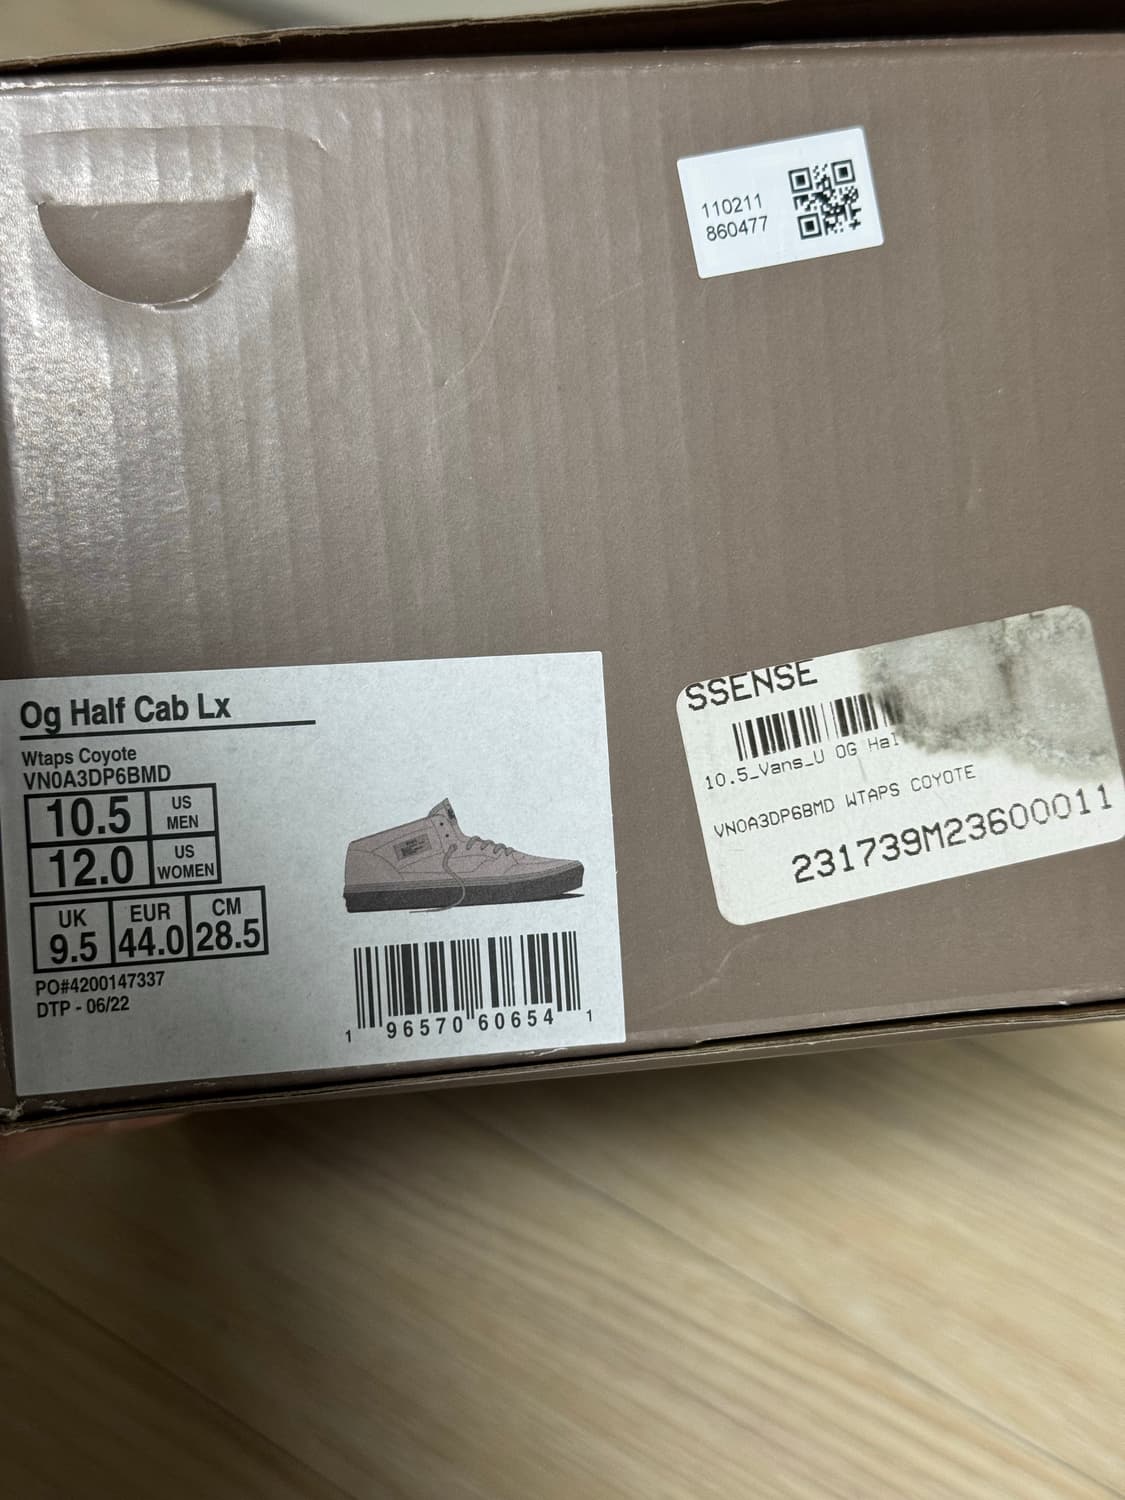 110211
860477
Og Half Cab Lx
Wtaps Coyote
VN0A3DP6BMD
10.5 US MEN
12.0 US WOMEN
UK EUR CM
9.5 44.0 28.5
PO#4200147337
DTP - 06/22
1 96570 60654 1
SSENSE
10.5_Vans_U OG Hal
VN0A3DP6BMD WTAPS COYOTE
231739M23600011